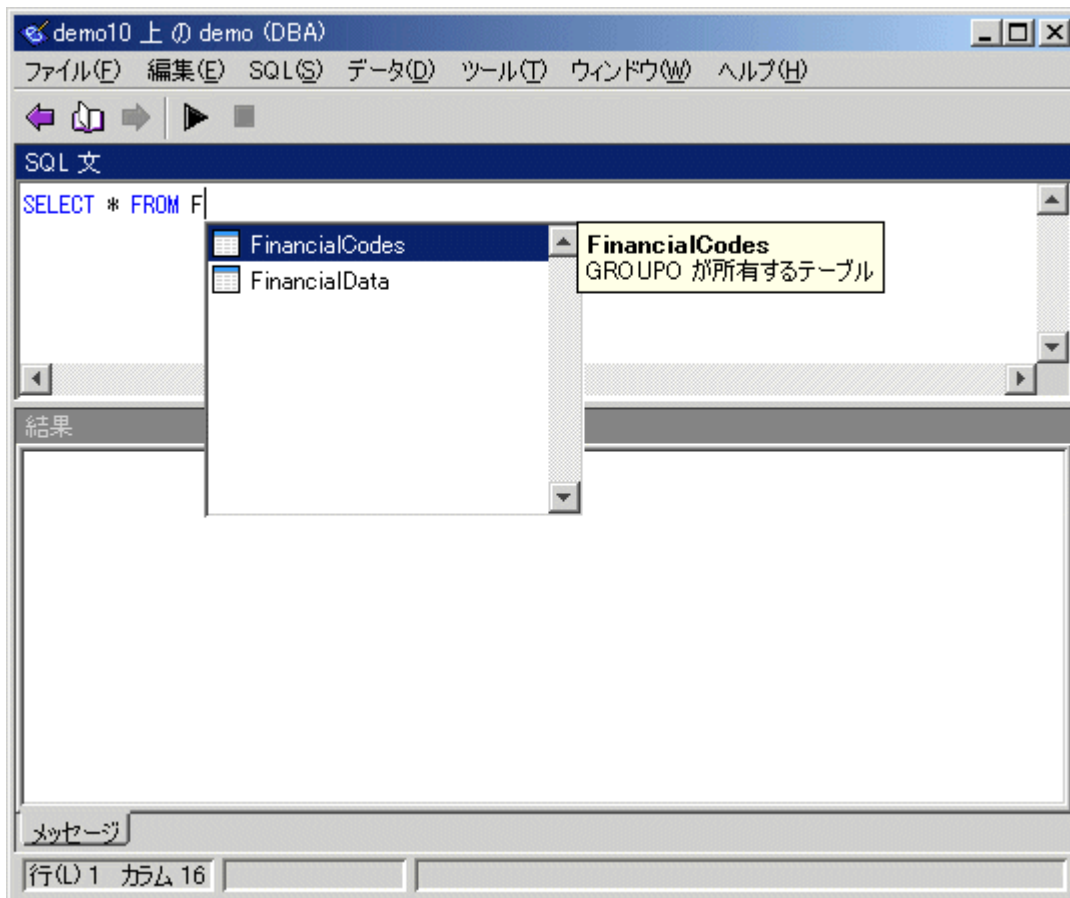 demo10 上 の demo (DBA)
ファイル(F) 編集(E) SQL(S) データ(D) ツール(T) ウィンドウ(W) ヘルプ(H)
SQL 文
SELECT * FROM F
FinancialCodes
FinancialData
FinancialCodes
GROUPO が所有するテーブル
結果
メッセージ
行(L) 1 カラム 16